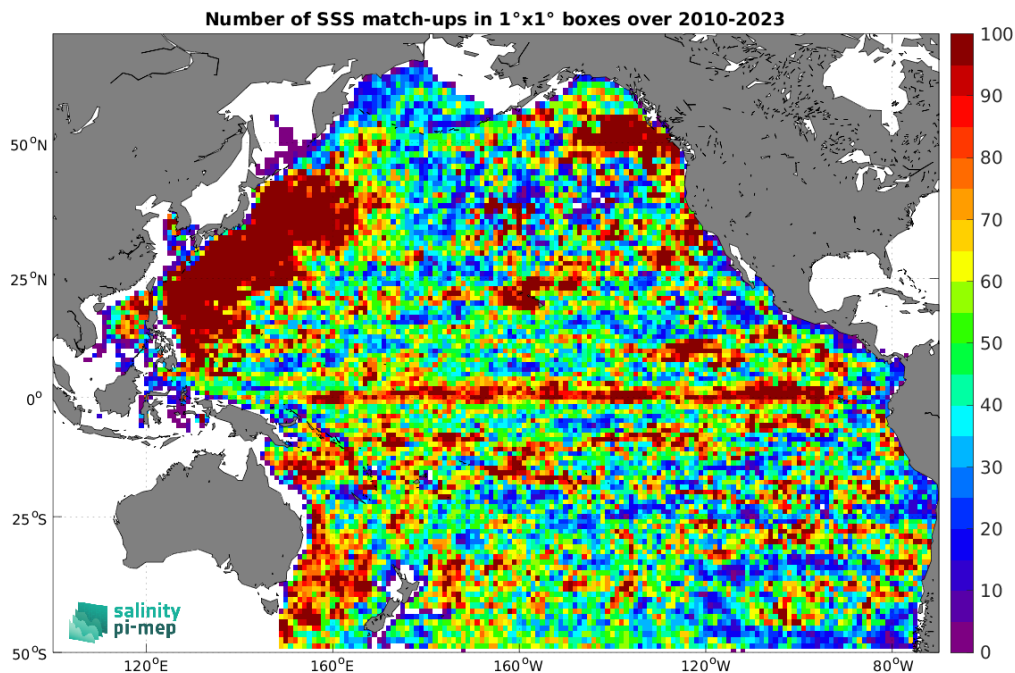 Number of SSS match-ups in 1°x1° boxes over 2010-2023
50°N
25°N
0°
25°S
50°S
120°E
160°E
160°W
120°W
80°W
100
90
80
70
60
50
40
30
20
10
0
salinity
pi-mep